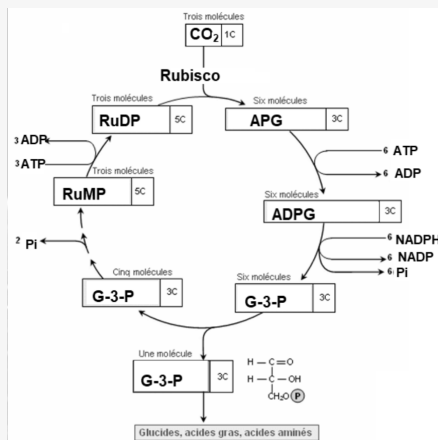 Trois molécules
CO2 1C
Rubisco
Trois molécules
RuDP 5C
Six molécules
APG 3C
3 ADP
3 ATP
6 ATP
6 ADP
Trois molécules
RuMP 5C
Six molécules
ADPG 3C
2 Pi
6 NADPH
6 NADP
6 Pi
Cinq molécules
G-3-P 3C
Six molécules
G-3-P 3C
Une molécule
G-3-P 3C
H – C = O
H – C – OH
CH2O P
Glucides, acides gras, acides aminés